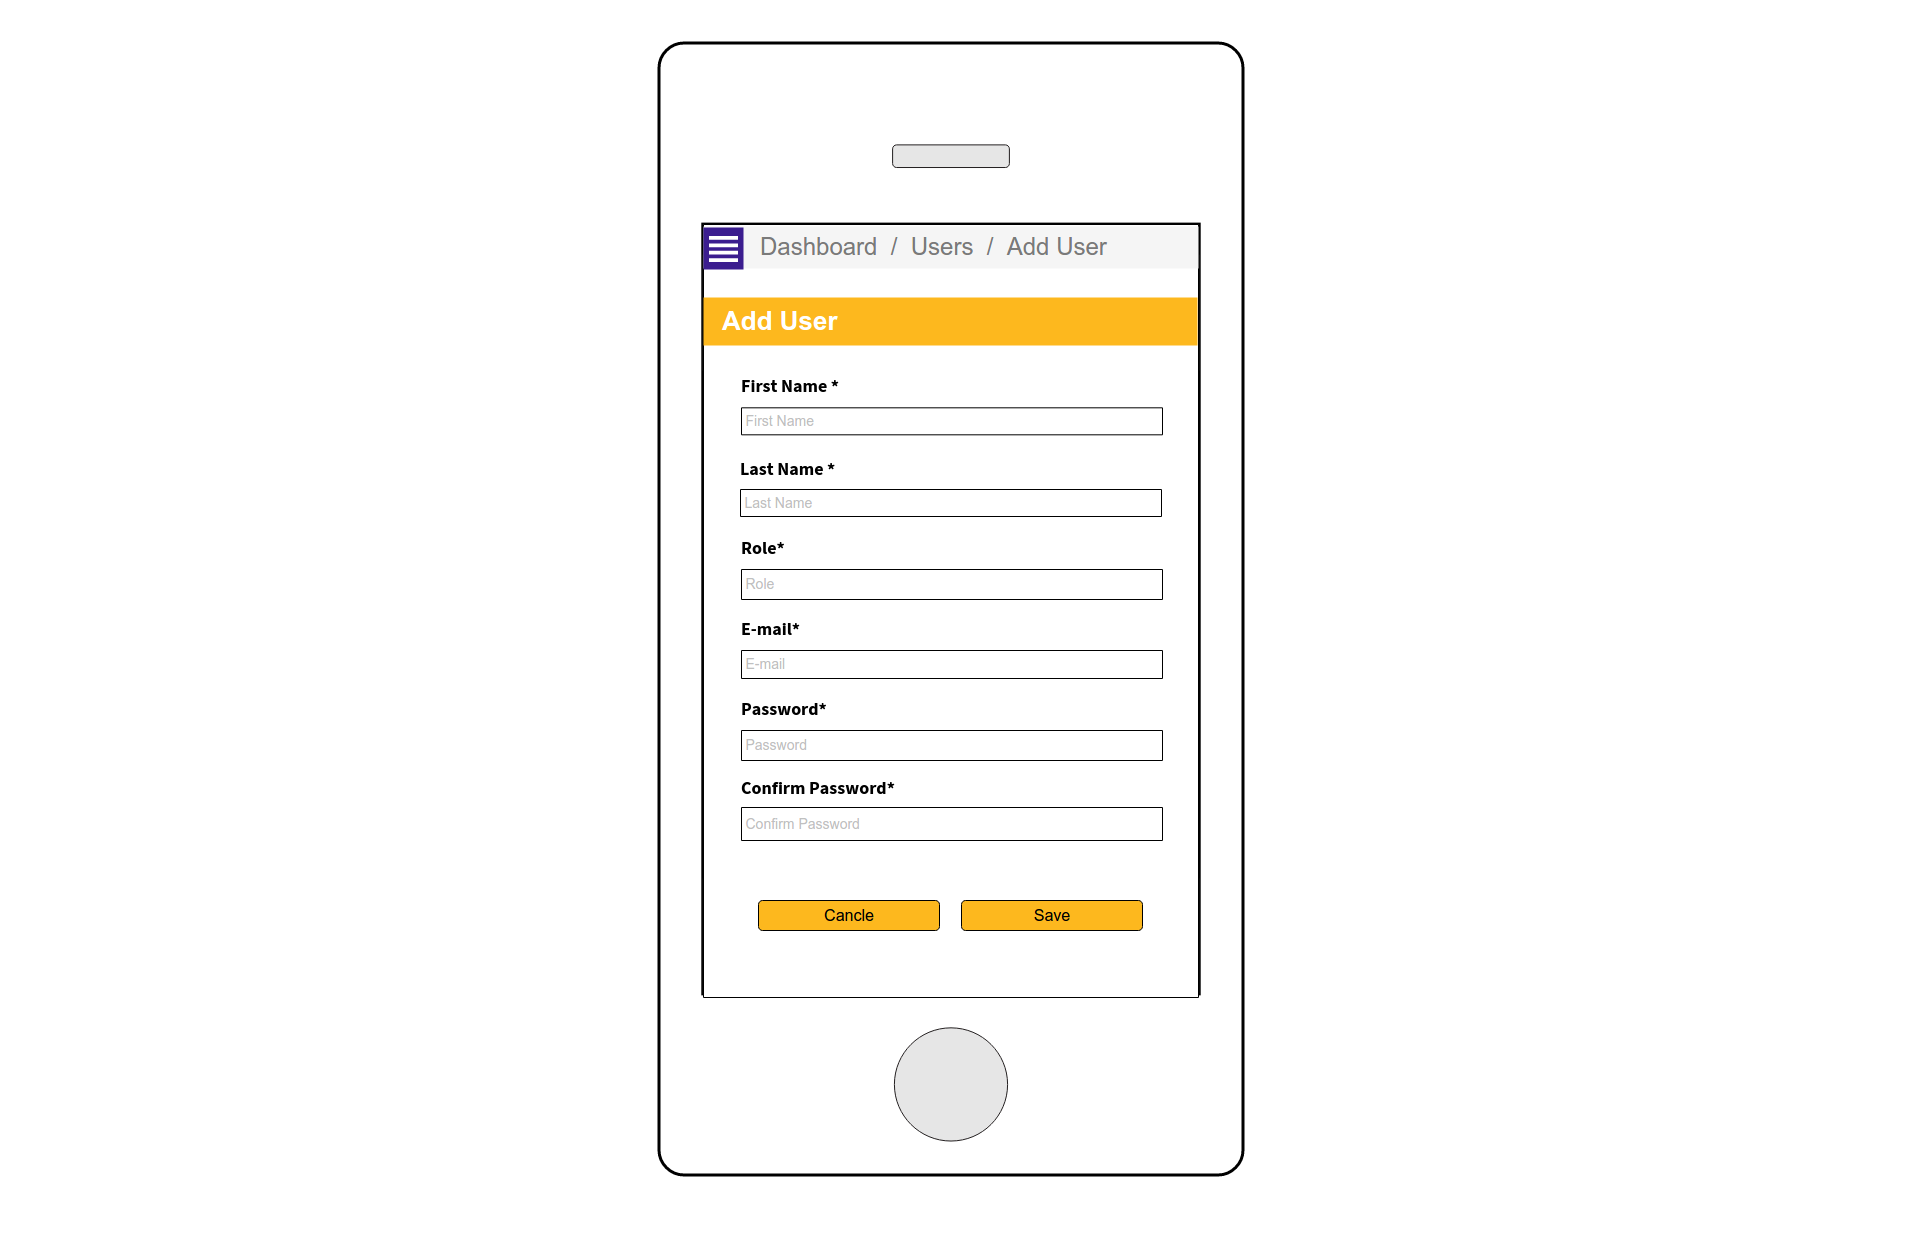 Dashboard / Users / Add User
Add User
First Name *
First Name
Last Name *
Last Name
Role*
Role
E-mail*
E-mail
Password*
Password
Confirm Password*
Confirm Password
Cancle Save